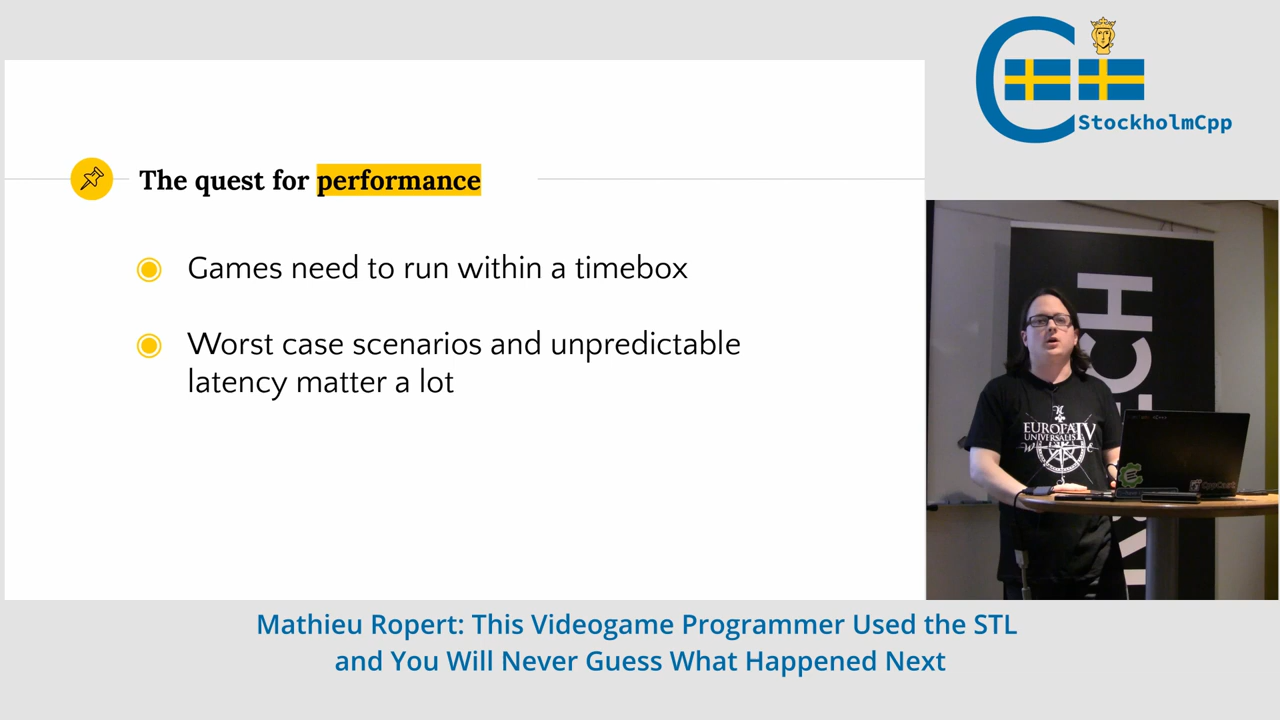 StockholmCpp
The quest for performance
Games need to run within a timebox
Worst case scenarios and unpredictable
latency matter a lot
EUROPA IV
UNIVERSALIS
W E
Mathieu Ropert: This Videogame Programmer Used the STL
and You Will Never Guess What Happened Next